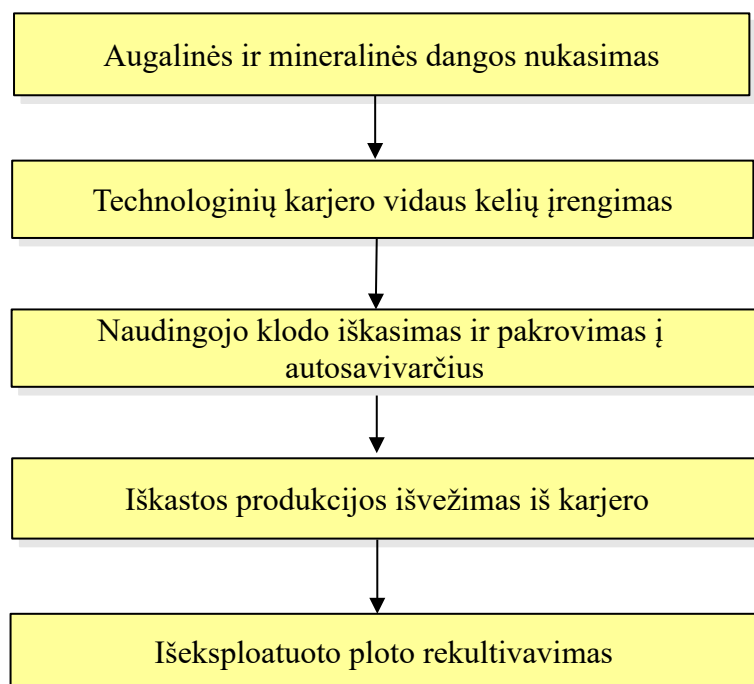 Augalinės ir mineralinės dangos nukasimas
Technologinių karjero vidaus kelių įrengimas
Naudingojo klodo iškasimas ir pakrovimas į
autosavivarčius
Iškastos produkcijos išvežimas iš karjero
Išeksploatuoto ploto rekultivavimas